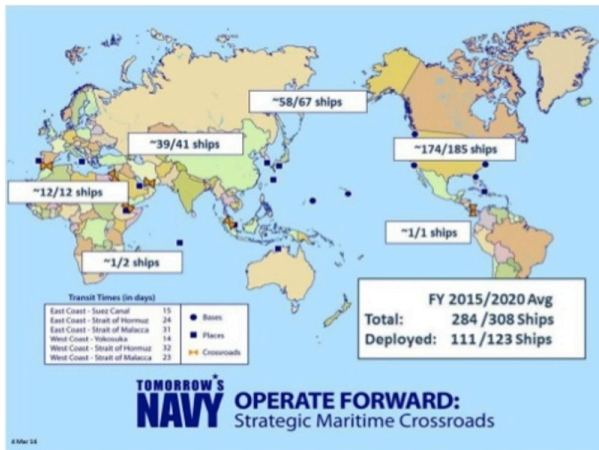 ~58/67 ships
~39/41 ships
~174/185 ships
~12/12 ships
~1/1 ships
~1/2 ships
Transit Times (in days)
East Coast - Suez Canal 15
East Coast - Strait of Hormuz 24
East Coast - Strait of Malacca 31
West Coast - Yokosuka 14
West Coast - Strait of Hormuz 32
West Coast - Strait of Malacca 23
Bases
Places
Crossroads
FY 2015/2020 Avg
Total: 284 /308 Ships
Deployed: 111/123 Ships
TOMORROW'S
NAVY
OPERATE FORWARD:
Strategic Maritime Crossroads
4 Mar 14